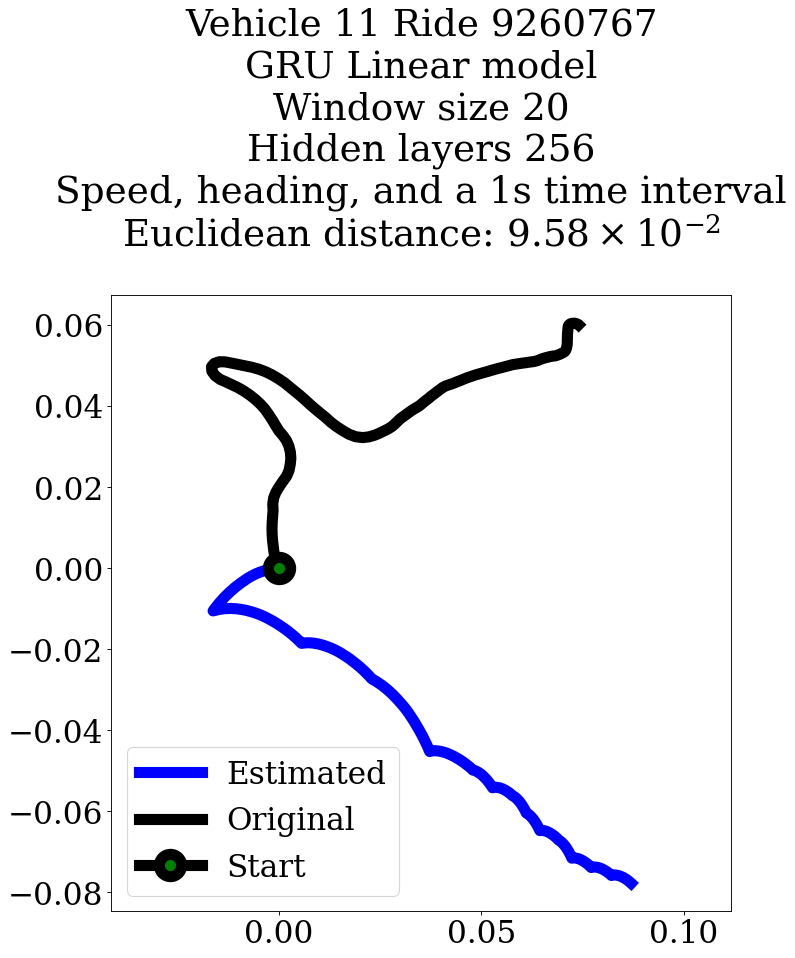 Vehicle 11 Ride 9260767
GRU Linear model
Window size 20
Hidden layers 256
Speed, heading, and a 1s time interval
Euclidean distance: 9.58 × 10⁻²
0.06
0.04
0.02
0.00
−0.02
−0.04
−0.06
−0.08
Estimated
Original
Start
0.00 0.05 0.10